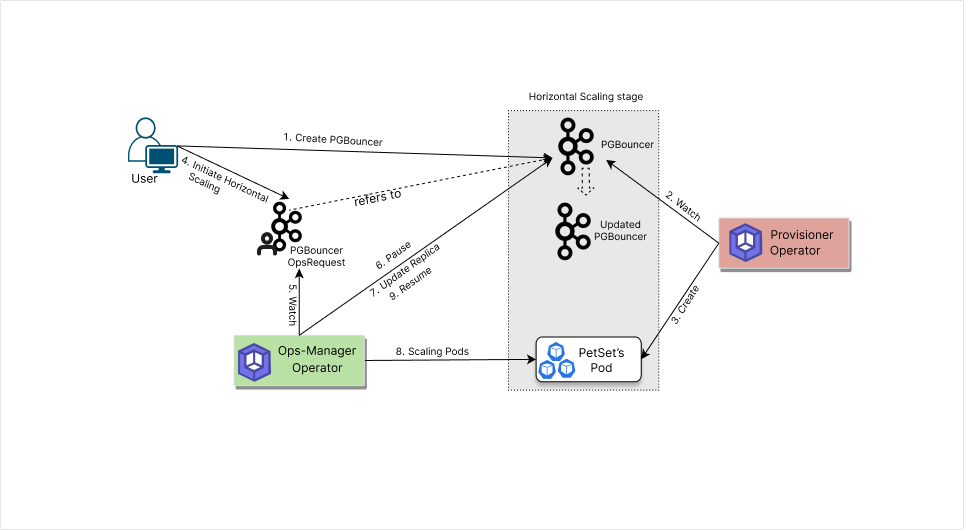 Horizontal Scaling stage
1. Create PGBouncer
PGBouncer
User
4. Initiate Horizontal
Scaling
refers to
2. Watch
PGBouncer
OpsRequest
Updated
PGBouncer
Provisioner
Operator
6. Pause
7. Update Replica
9. Resume
5. Watch
3. Create
Ops-Manager
Operator
8. Scaling Pods
PetSet's
Pod